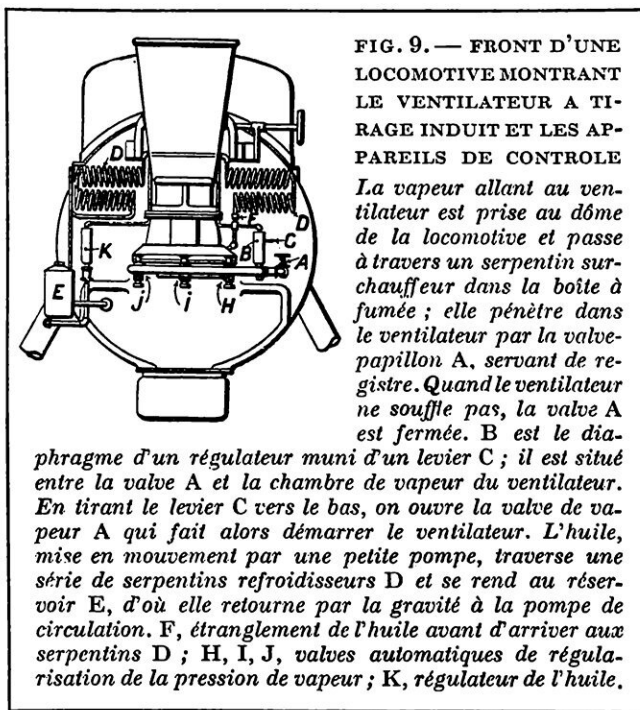 FIG. 9. — FRONT D'UNE
LOCOMOTIVE MONTRANT
LE VENTILATEUR A TI-
RAGE INDUIT ET LES AP-
PAREILS DE CONTROLE
La vapeur allant au ven-
tilateur est prise au dôme
de la locomotive et passe
à travers un serpentin sur-
chauffeur dans la boîte à
fumée ; elle pénètre dans
le ventilateur par la valve-
papillon A, servant de re-
gistre. Quand le ventilateur
ne souffle pas, la valve A
est fermée. B est le dia-
phragme d'un régulateur muni d'un levier C ; il est situé
entre la valve A et la chambre de vapeur du ventilateur.
En tirant le levier C vers le bas, on ouvre la valve de va-
peur A qui fait alors démarrer le ventilateur. L'huile,
mise en mouvement par une petite pompe, traverse une
série de serpentins refroidisseurs D et se rend au réser-
voir E, d'où elle retourne par la gravité à la pompe de
circulation. F, étranglement de l'huile avant d'arriver aux
serpentins D ; H, I, J, valves automatiques de régula-
risation de la pression de vapeur ; K, régulateur de l'huile.
D
D
F
K
B
C
A
E
J
i
H